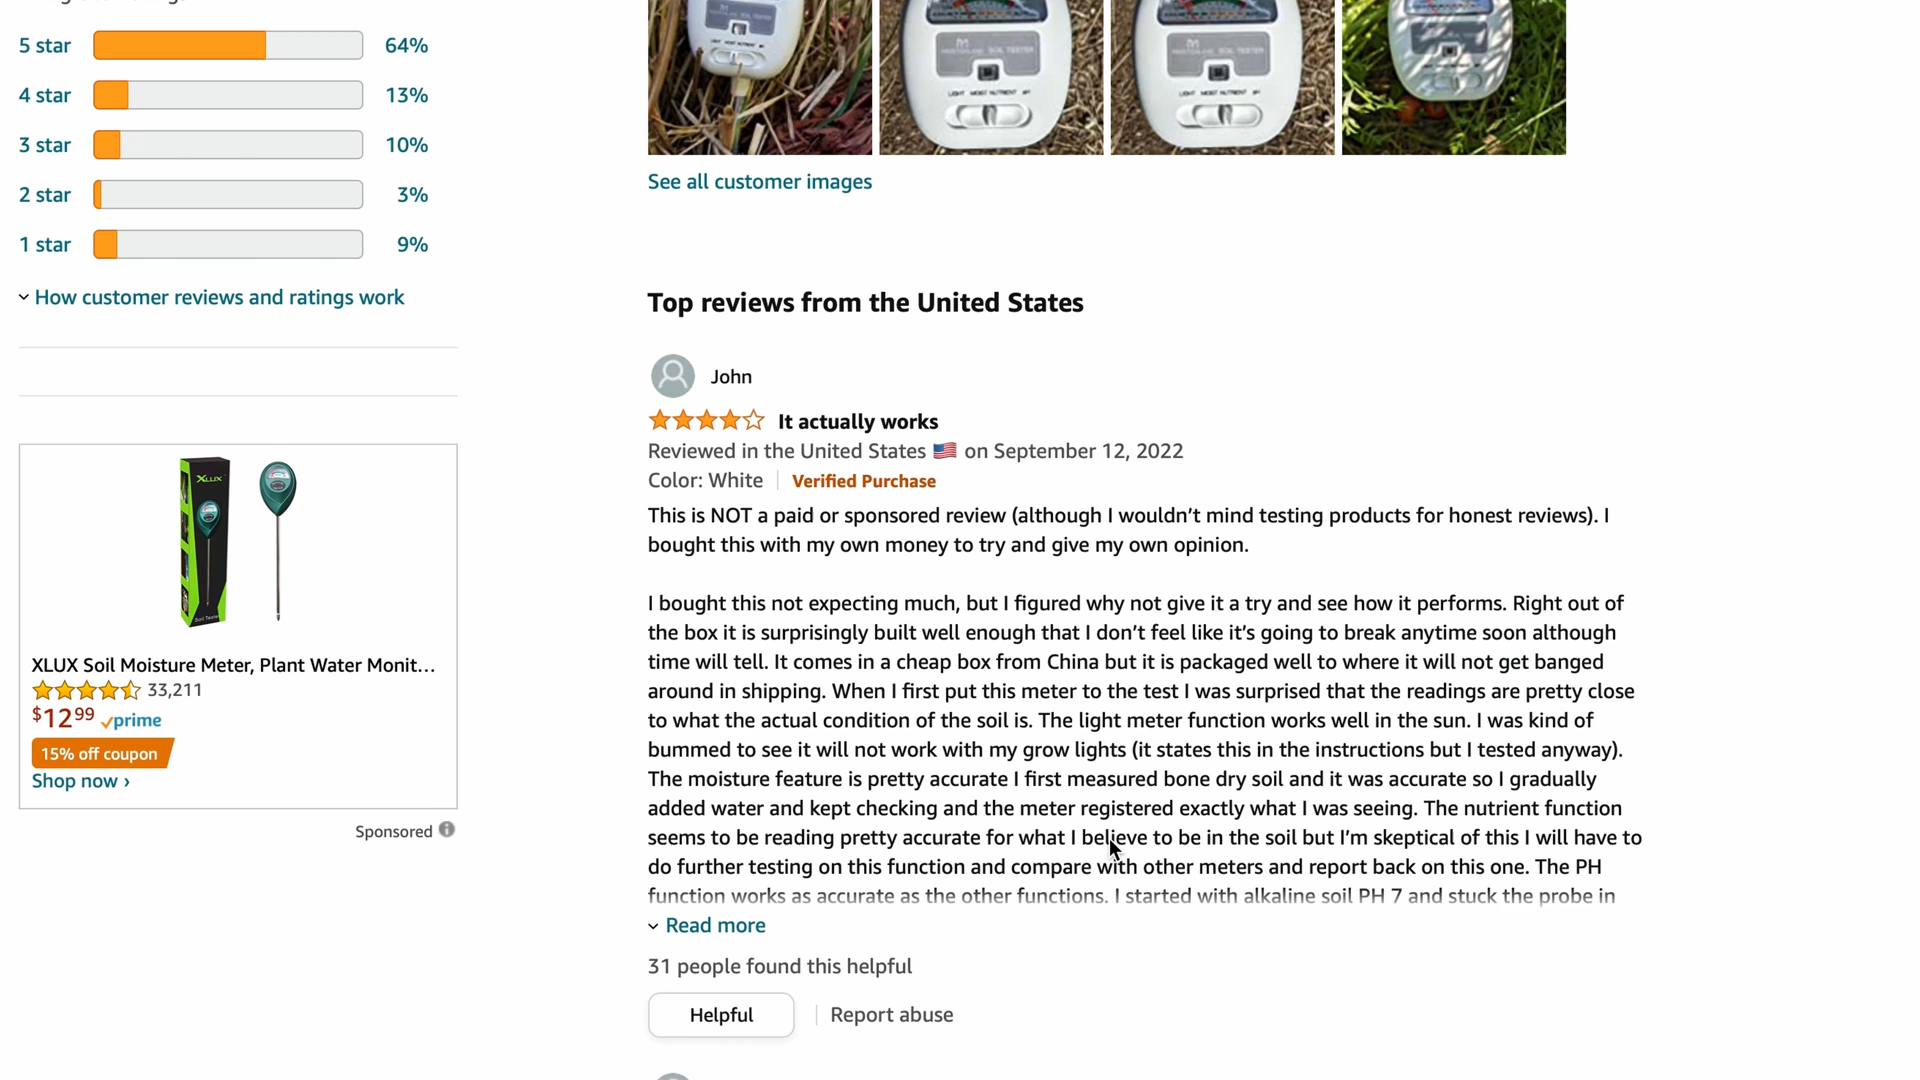 5 star 64%
4 star 13%
3 star 10%
2 star 3%
1 star 9%
How customer reviews and ratings work
XLUX
XLUX Soil Moisture Meter, Plant Water Monit...
33,211
$12 99 prime
15% off coupon
Shop now ›
Sponsored
SOIL TESTER
LIGHT MOIST NUTRIENT PH
SOIL TESTER
LIGHT MOIST NUTRIENT PH
See all customer images
Top reviews from the United States
John
It actually works
Reviewed in the United States 🇺🇸 on September 12, 2022
Color: White | Verified Purchase
This is NOT a paid or sponsored review (although I wouldn’t mind testing products for honest reviews). I
bought this with my own money to try and give my own opinion.
I bought this not expecting much, but I figured why not give it a try and see how it performs. Right out of
the box it is surprisingly built well enough that I don’t feel like it’s going to break anytime soon although
time will tell. It comes in a cheap box from China but it is packaged well to where it will not get banged
around in shipping. When I first put this meter to the test I was surprised that the readings are pretty close
to what the actual condition of the soil is. The light meter function works well in the sun. I was kind of
bummed to see it will not work with my grow lights (it states this in the instructions but I tested anyway).
The moisture feature is pretty accurate I first measured bone dry soil and it was accurate so I gradually
added water and kept checking and the meter registered exactly what I was seeing. The nutrient function
seems to be reading pretty accurate for what I believe to be in the soil but I’m skeptical of this I will have to
do further testing on this function and compare with other meters and report back on this one. The PH
function works as accurate as the other functions. I started with alkaline soil PH 7 and stuck the probe in
Read more
31 people found this helpful
Helpful | Report abuse